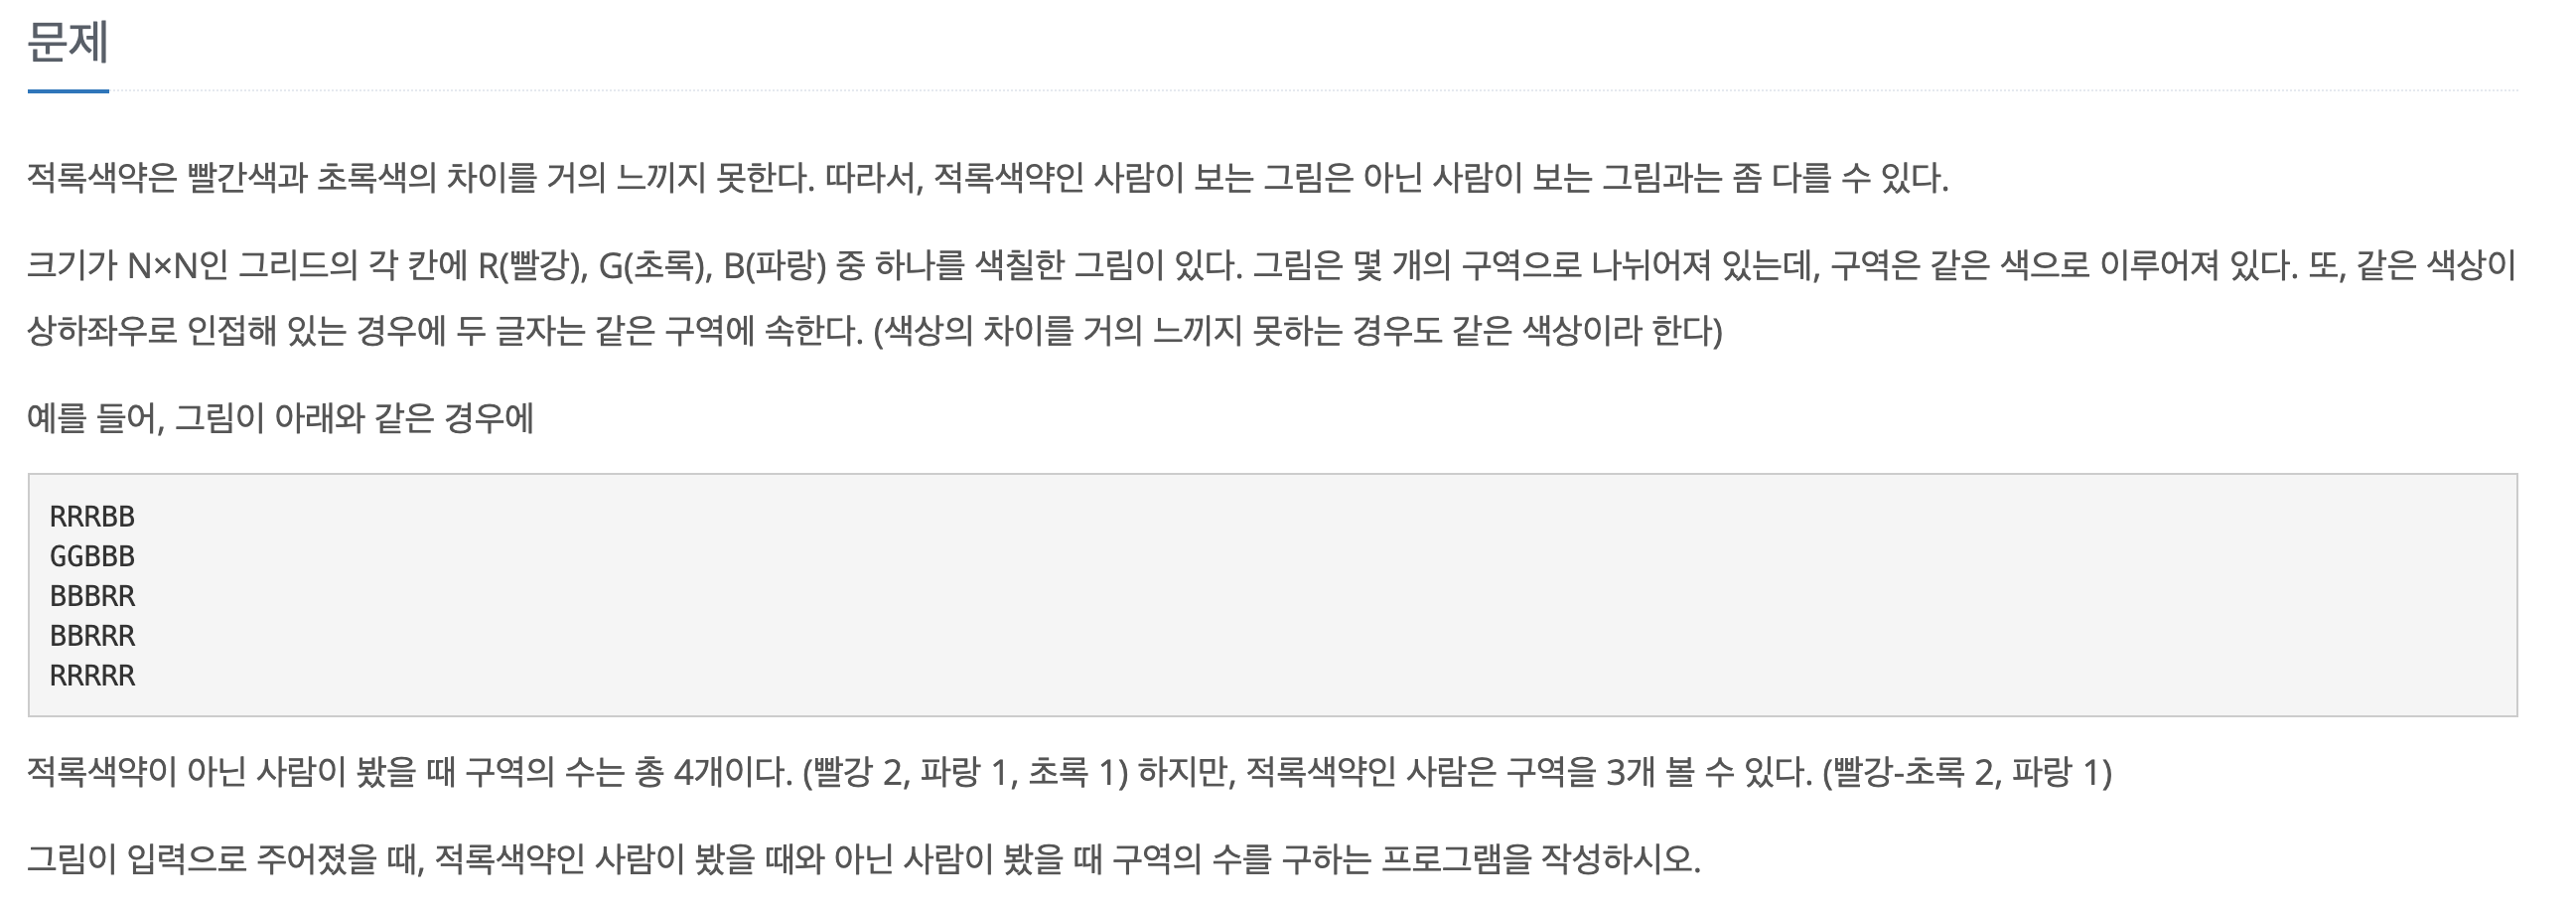 문제
적록색약은 빨간색과 초록색의 차이를 거의 느끼지 못한다. 따라서, 적록색약인 사람이 보는 그림은 아닌 사람이 보는 그림과는 좀 다를 수 있다.
크기가 N×N인 그리드의 각 칸에 R(빨강), G(초록), B(파랑) 중 하나를 색칠한 그림이 있다. 그림은 몇 개의 구역으로 나뉘어져 있는데, 구역은 같은 색으로 이루어져 있다. 또, 같은 색상이
상하좌우로 인접해 있는 경우에 두 글자는 같은 구역에 속한다. (색상의 차이를 거의 느끼지 못하는 경우도 같은 색상이라 한다)
예를 들어, 그림이 아래와 같은 경우에
RRRBB
GGBBB
BBBRR
BBRRR
RRRRR
적록색약이 아닌 사람이 봤을 때 구역의 수는 총 4개이다. (빨강 2, 파랑 1, 초록 1) 하지만, 적록색약인 사람은 구역을 3개 볼 수 있다. (빨강-초록 2, 파랑 1)
그림이 입력으로 주어졌을 때, 적록색약인 사람이 봤을 때와 아닌 사람이 봤을 때 구역의 수를 구하는 프로그램을 작성하시오.